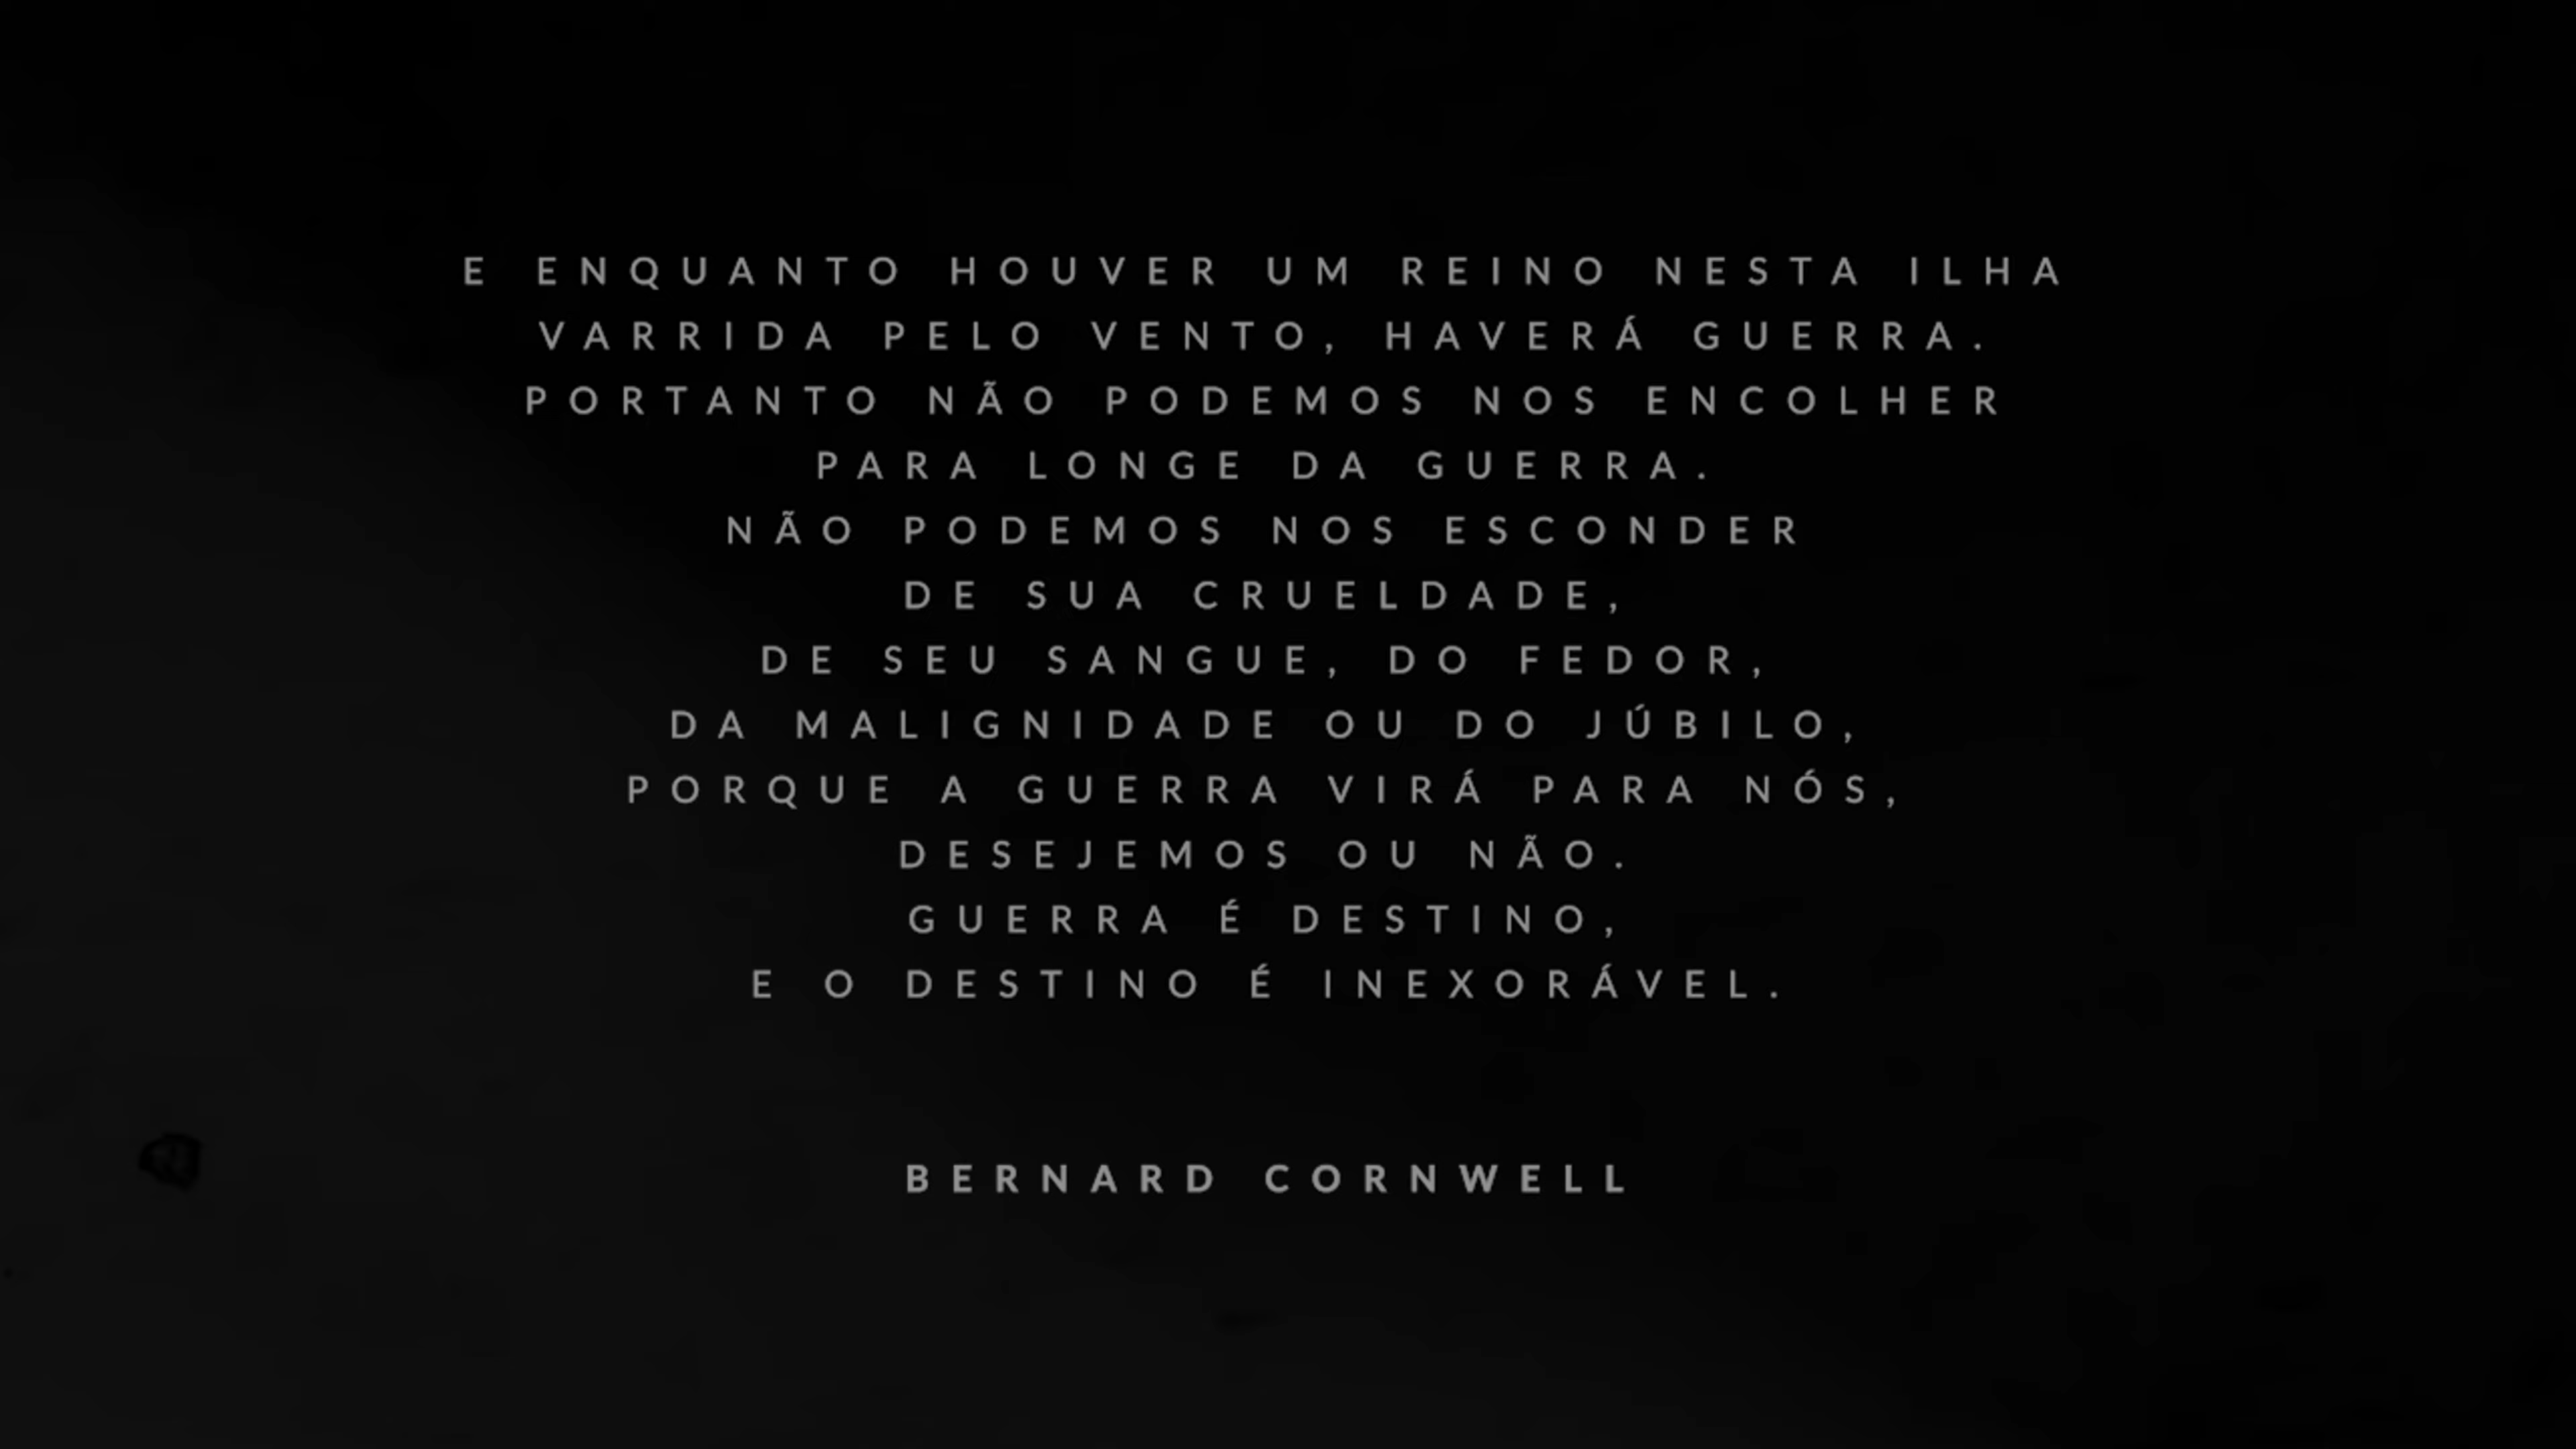 E ENQUANTO HOUVER UM REINO NESTA ILHA
VARRIDA PELO VENTO, HAVERÁ GUERRA.
PORTANTO NÃO PODEMOS NOS ENCOLHER
PARA LONGE DA GUERRA.
NÃO PODEMOS NOS ESCONDER
DE SUA CRUELDADE,
DE SEU SANGUE, DO FEDOR,
DA MALIGNIDADE OU DO JÚBILO,
PORQUE A GUERRA VIRÁ PARA NÓS,
DESEJEMOS OU NÃO.
GUERRA É DESTINO,
E O DESTINO É INEXORÁVEL.
BERNARD CORNWELL